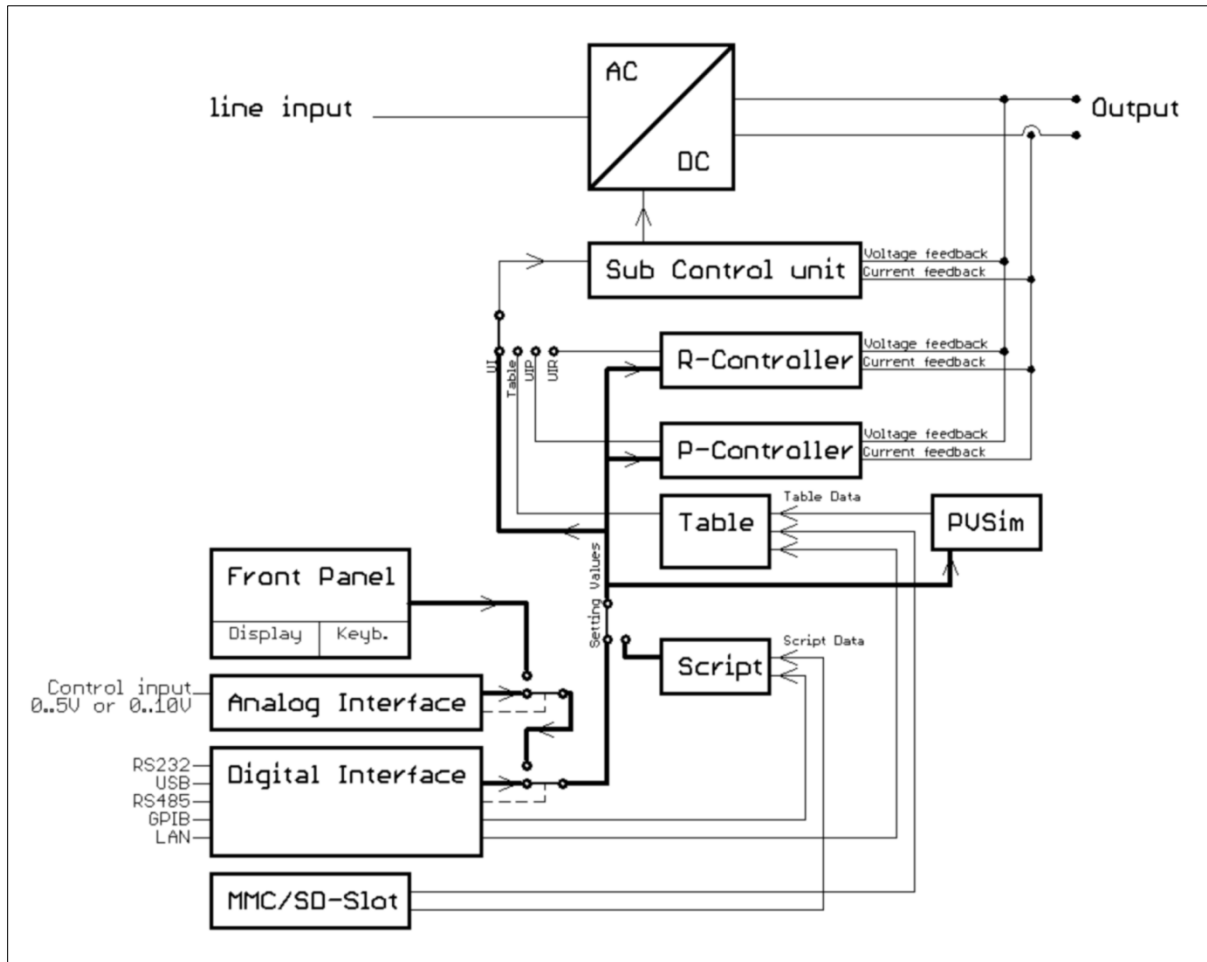 AC
line input
Output
DC
Voltage feedback
Sub Control unit
Current feedback
Voltage feedback
R-Controller
Current feedback
UI
Table
UIP
UIR
Voltage feedback
P-Controller
Current feedback
Table Data
Table
PVSim
Front Panel
Setting Values
Display
Keyb.
Script Data
Script
Control input
0..5V or 0..10V
Analog Interface
RS232
Digital Interface
USB
RS485
GPIB
LAN
MMC/SD-Slot